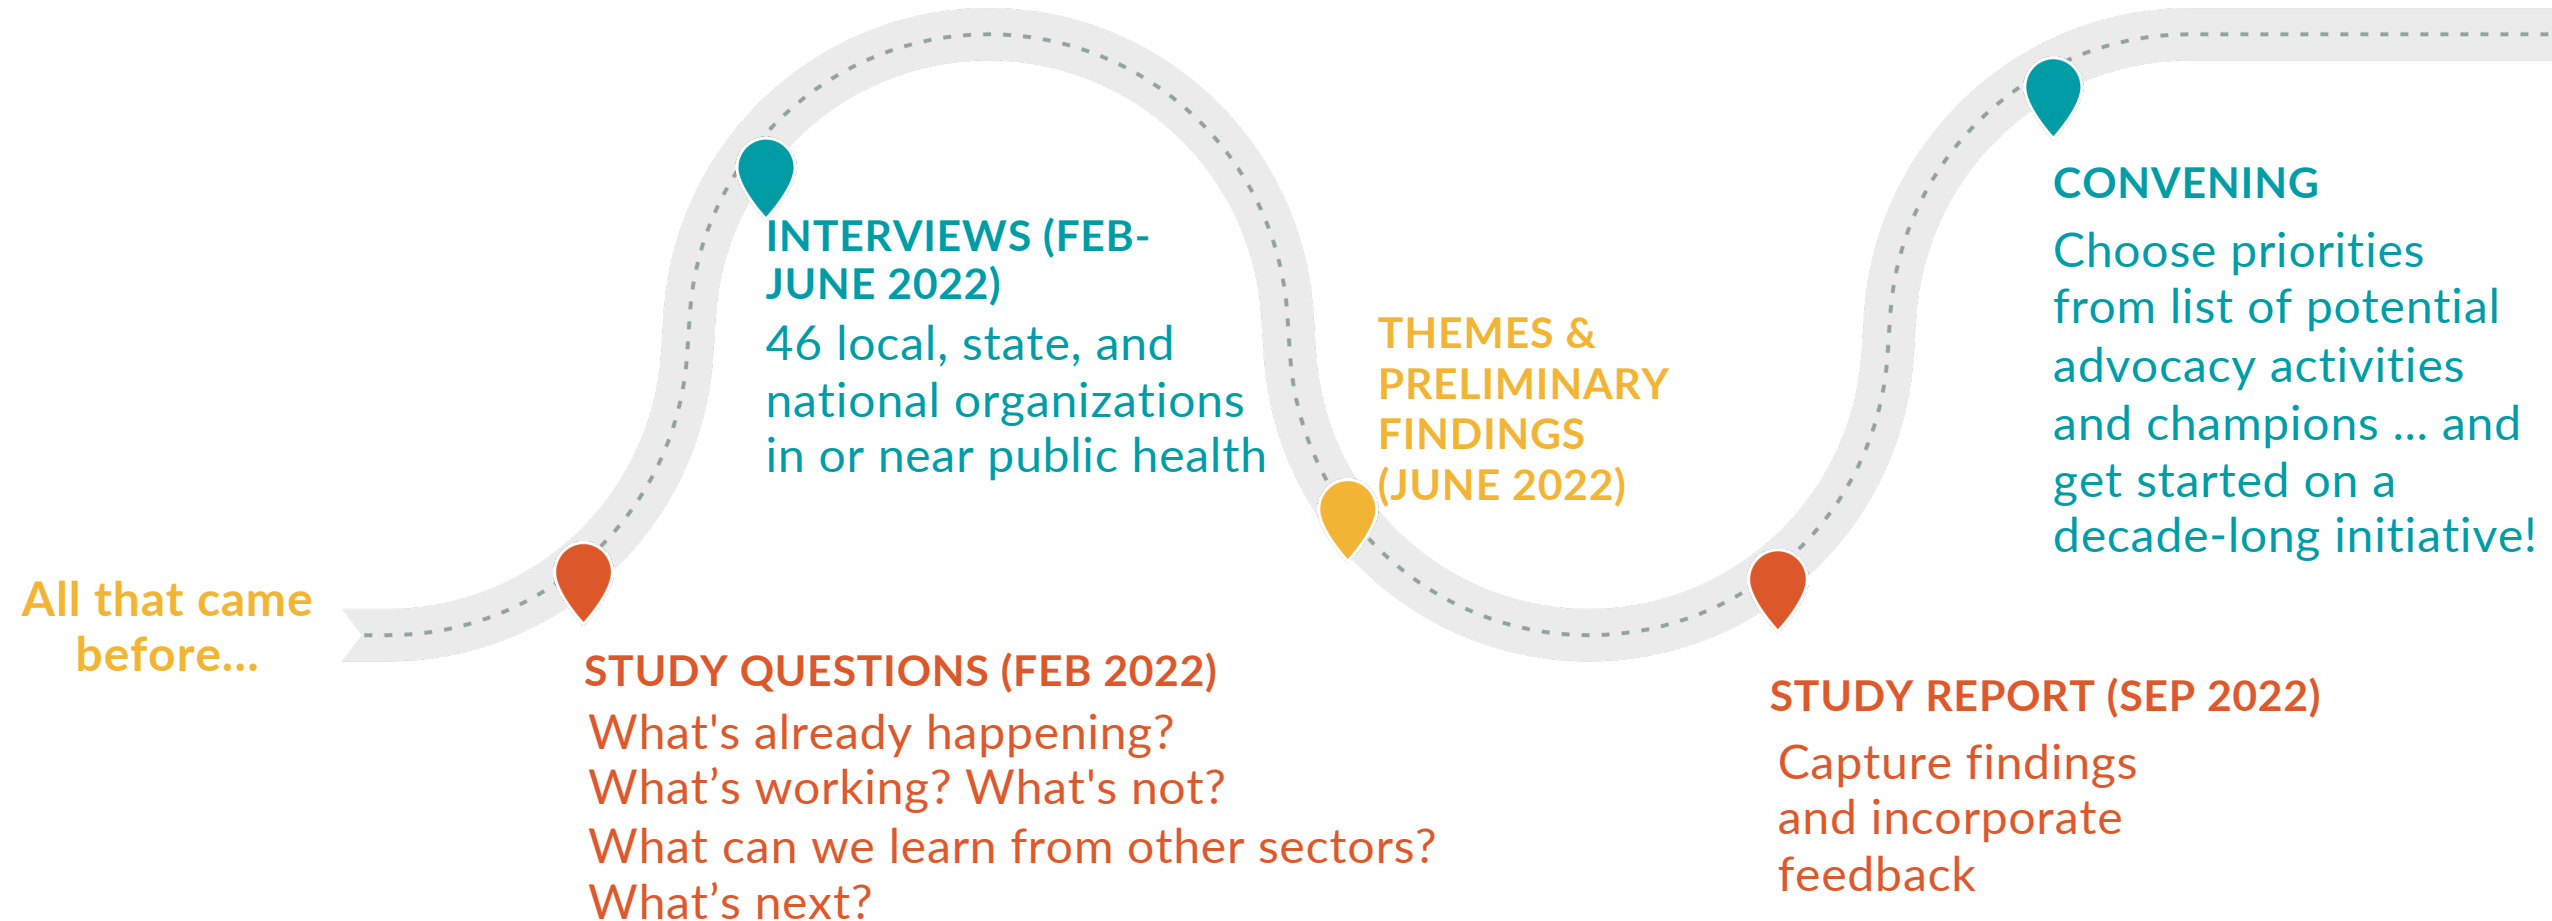 All that came
before...
STUDY QUESTIONS (FEB 2022)
What's already happening?
What’s working? What's not?
What can we learn from other sectors?
What’s next?
INTERVIEWS (FEB-
JUNE 2022)
46 local, state, and
national organizations
in or near public health
THEMES &
PRELIMINARY
FINDINGS
(JUNE 2022)
STUDY REPORT (SEP 2022)
Capture findings
and incorporate
feedback
CONVENING
Choose priorities
from list of potential
advocacy activities
and champions ... and
get started on a
decade-long initiative!